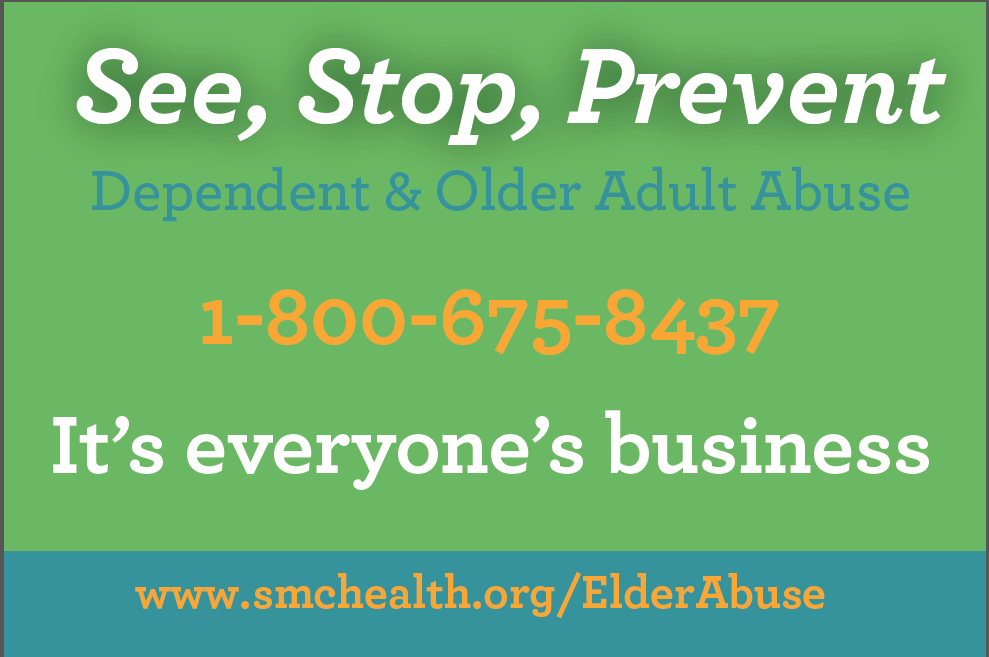 See, Stop, Prevent
Dependent & Older Adult Abuse
1-800-675-8437
It’s everyone’s business
www.smchealth.org/ElderAbuse